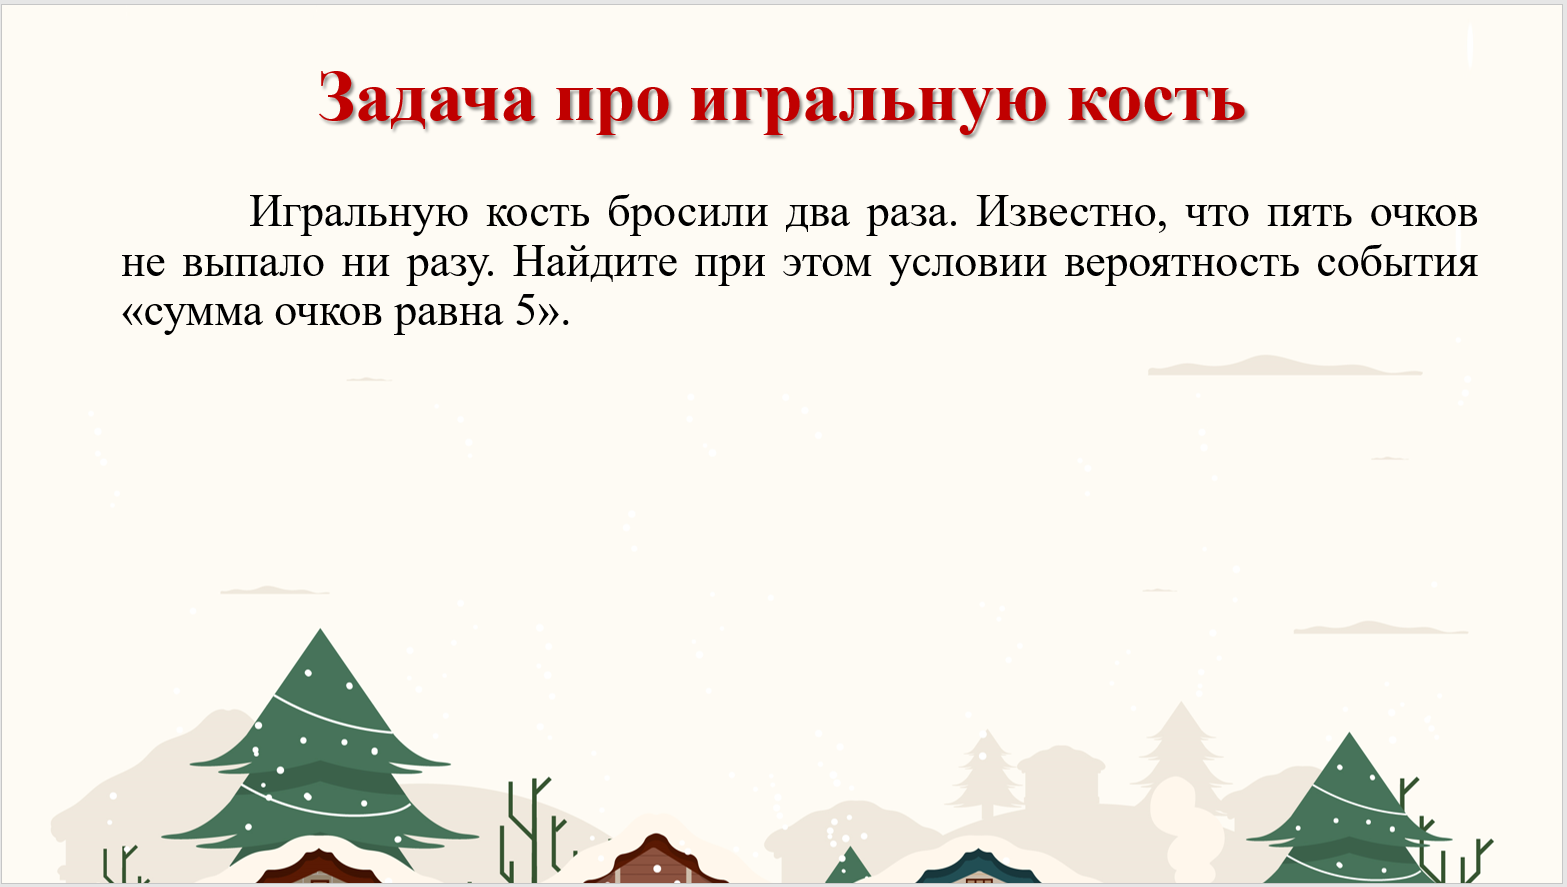 Задача про игральную кость
Игральную кость бросили два раза. Известно, что пять очков
не выпало ни разу. Найдите при этом условии вероятность события
«сумма очков равна 5».